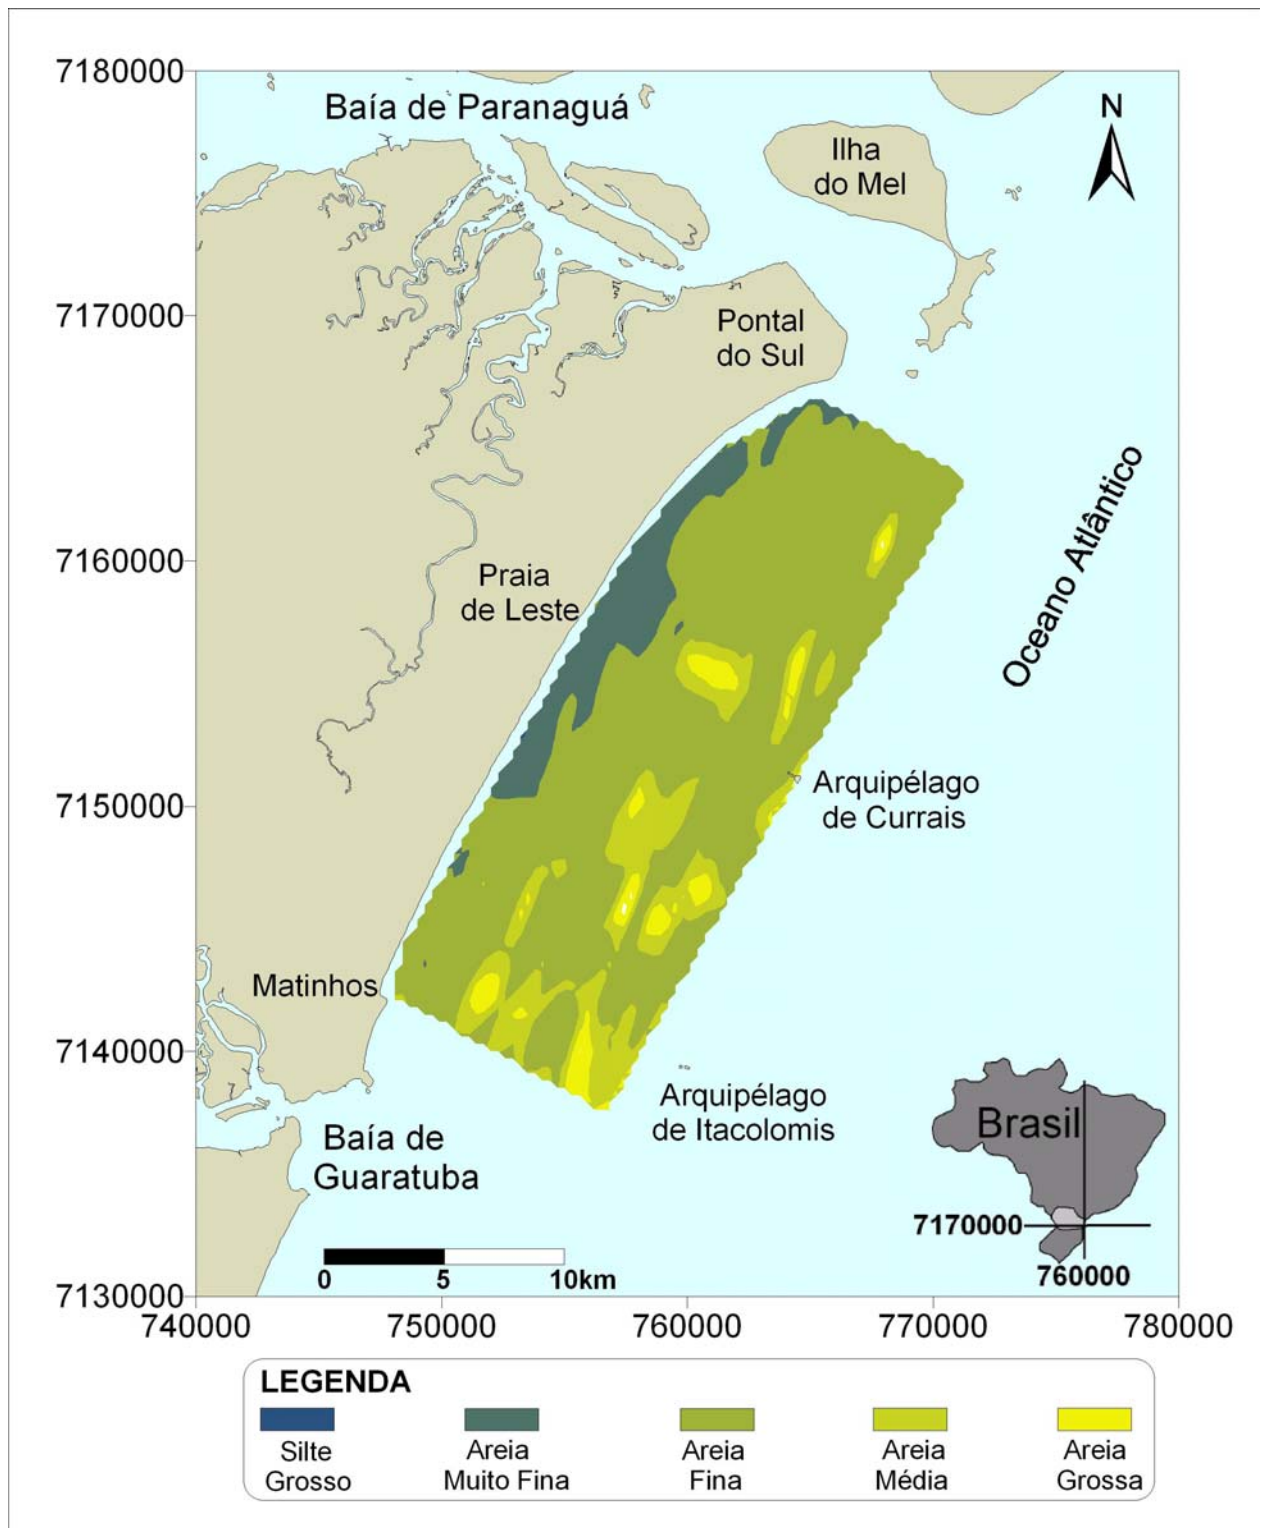 7180000
Baía de Paranaguá
N
Ilha
do Mel
7170000
Pontal
do Sul
Oceano Atlântico
7160000
Praia
de Leste
Arquipélago
de Currais
7150000
Matinhos
7140000
Arquipélago
de Itacolomis
Brasil
Baía de
Guaratuba
7170000
760000
0 5 10km
7130000
740000 750000 760000 770000 780000
LEGENDA
Silte
Grosso
Areia
Muito Fina
Areia
Fina
Areia
Média
Areia
Grossa